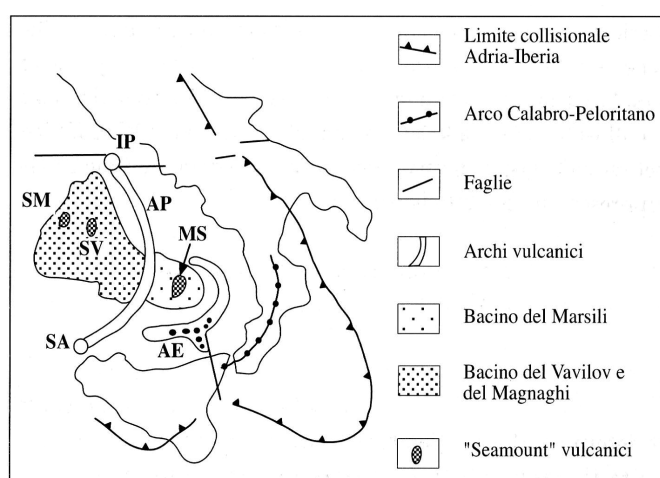 IP
SM
AP
SV
MS
SA
AE
Limite collisionale
Adria-Iberia
Arco Calabro-Peloritano
Faglie
Archi vulcanici
Bacino del Marsili
Bacino del Vavilov e
del Magnaghi
"Seamount" vulcanici